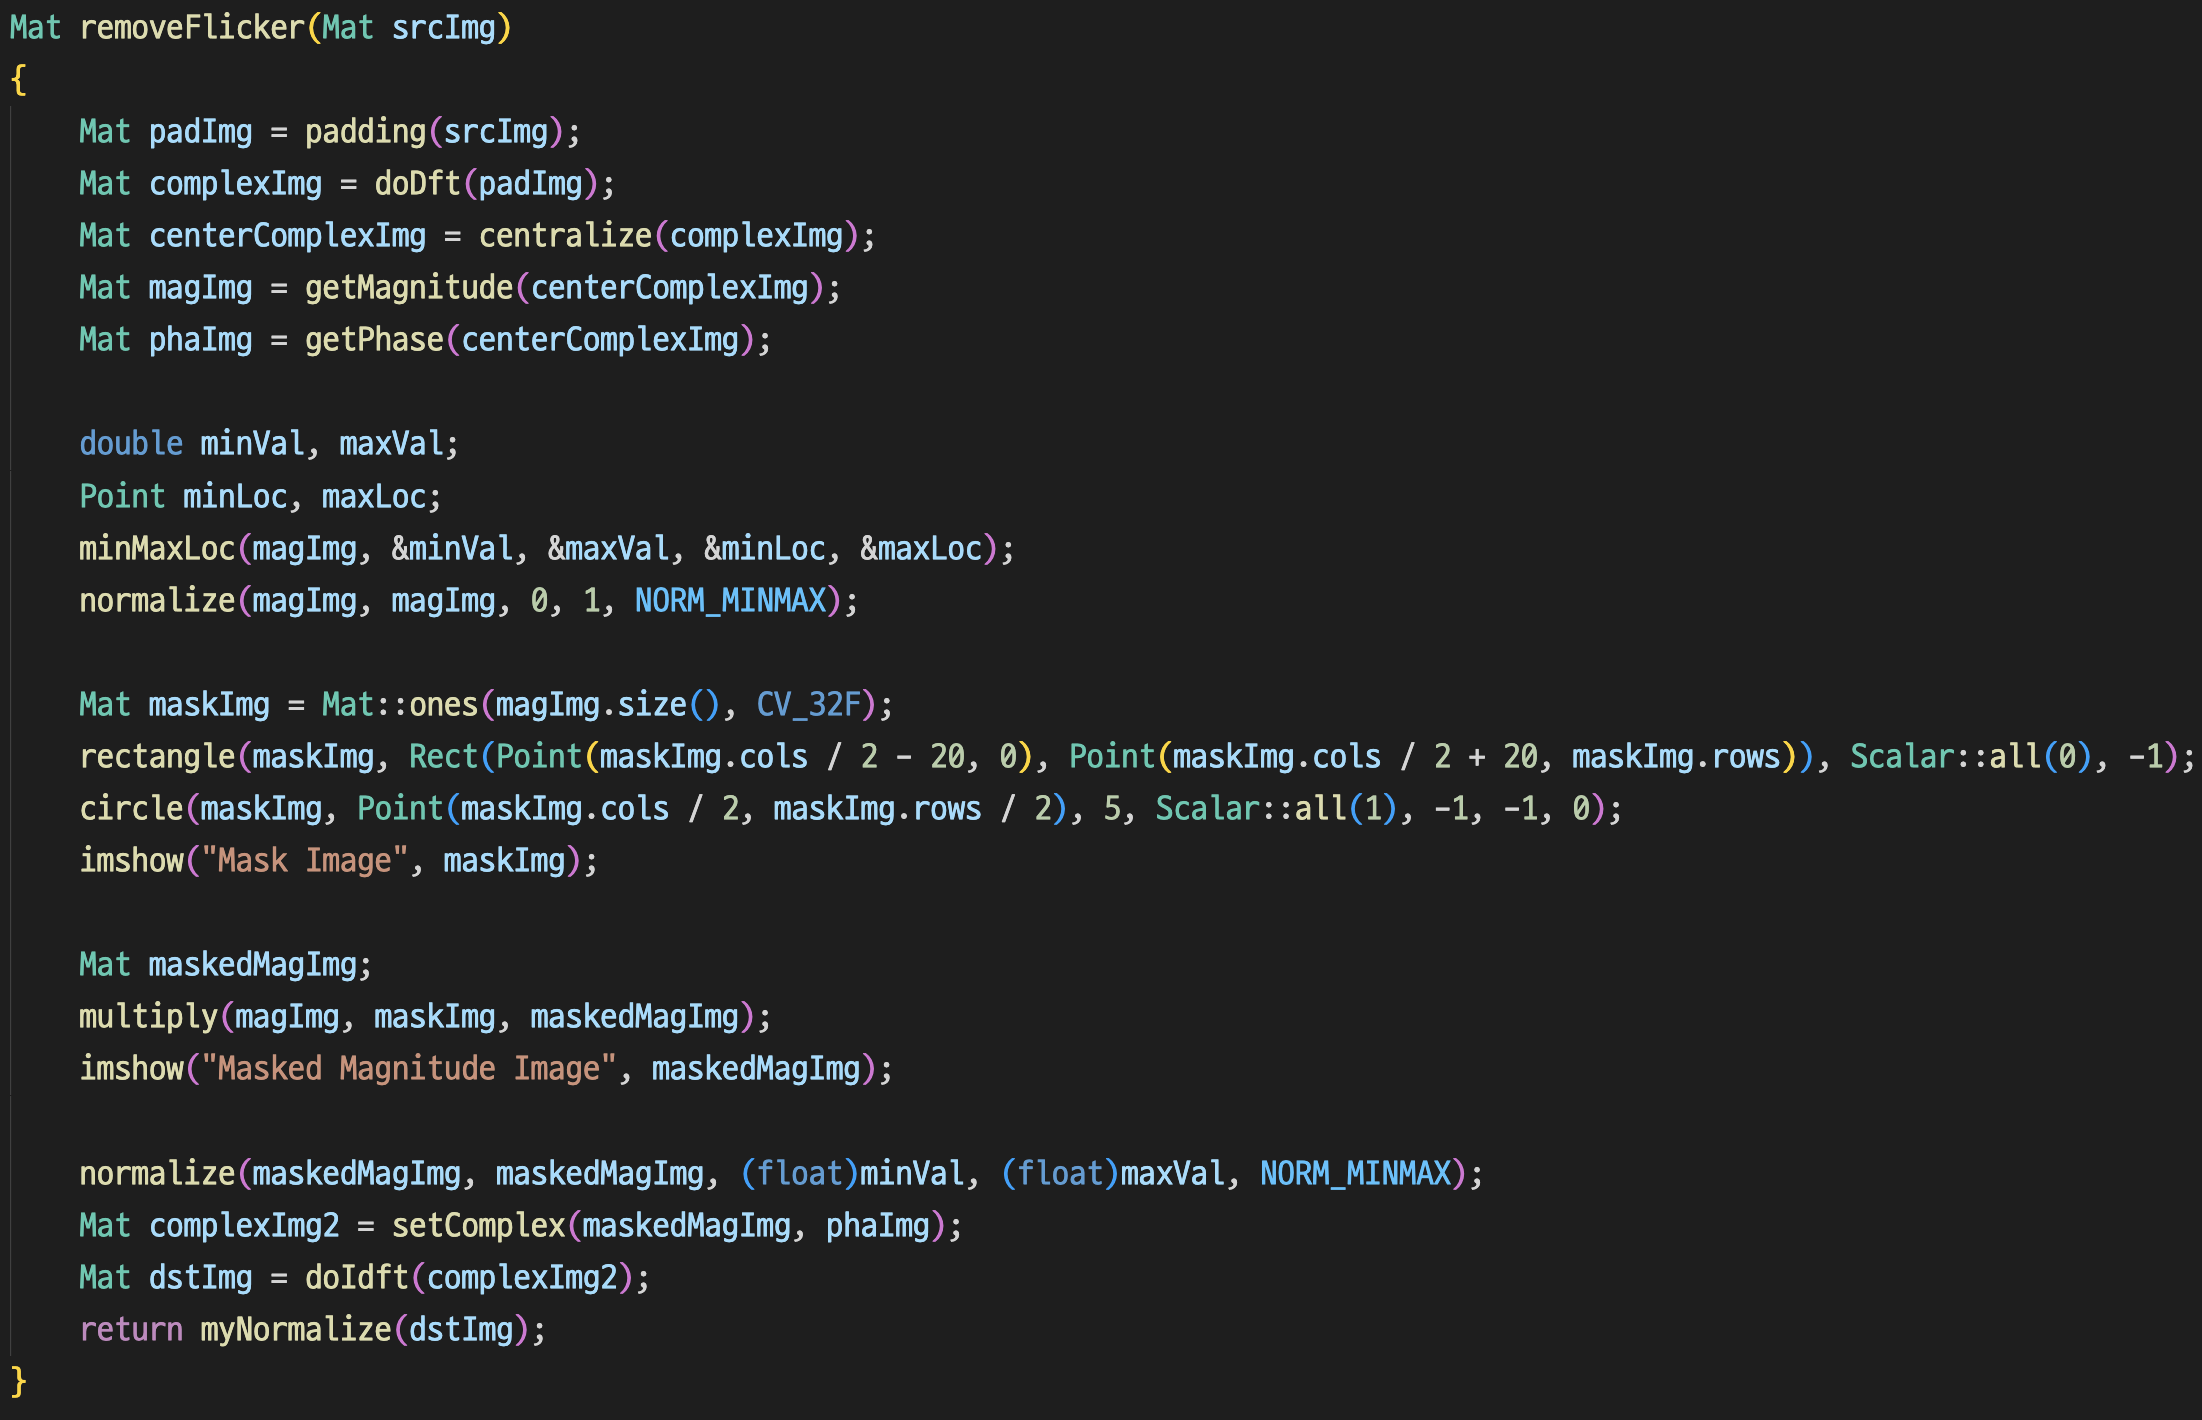 Mat removeFlicker(Mat srcImg)
{
    Mat padImg = padding(srcImg);
    Mat complexImg = doDft(padImg);
    Mat centerComplexImg = centralize(complexImg);
    Mat magImg = getMagnitude(centerComplexImg);
    Mat phaImg = getPhase(centerComplexImg);

    double minVal, maxVal;
    Point minLoc, maxLoc;
    minMaxLoc(magImg, &minVal, &maxVal, &minLoc, &maxLoc);
    normalize(magImg, magImg, 0, 1, NORM_MINMAX);

    Mat maskImg = Mat::ones(magImg.size(), CV_32F);
    rectangle(maskImg, Rect(Point(maskImg.cols / 2 - 20, 0), Point(maskImg.cols / 2 + 20, maskImg.rows)), Scalar::all(0), -1);
    circle(maskImg, Point(maskImg.cols / 2, maskImg.rows / 2), 5, Scalar::all(1), -1, -1, 0);
    imshow("Mask Image", maskImg);

    Mat maskedMagImg;
    multiply(magImg, maskImg, maskedMagImg);
    imshow("Masked Magnitude Image", maskedMagImg);

    normalize(maskedMagImg, maskedMagImg, (float)minVal, (float)maxVal, NORM_MINMAX);
    Mat complexImg2 = setComplex(maskedMagImg, phaImg);
    Mat dstImg = doIdft(complexImg2);
    return myNormalize(dstImg);
}